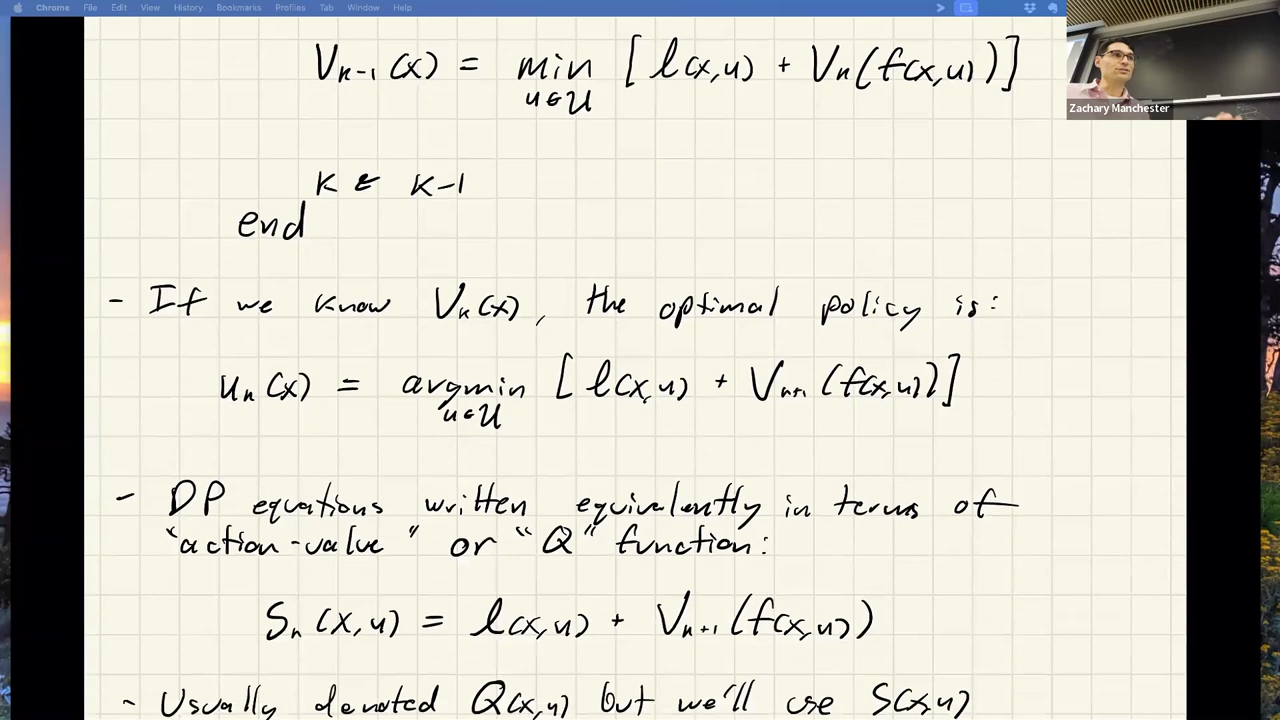 Chrome File Edit View History Bookmarks Profiles Tab Window Help
Zachary Manchester
V_{k-1}(x) = min_{u∈U} [ℓ(x,u) + V_k(f(x,u))]
k ← k-1
end
- If we know V_k(x), the optimal policy is:
u_k(x) = argmin_{u∈U} [ℓ(x,u) + V_{k+1}(f(x,u))]
- DP equations written equivalently in terms of
"action-value" or "Q" function:
S_k(x,u) = ℓ(x,u) + V_{k+1}(f(x,u))
- Usually denoted Q(x,u) but we'll use S(x,u)